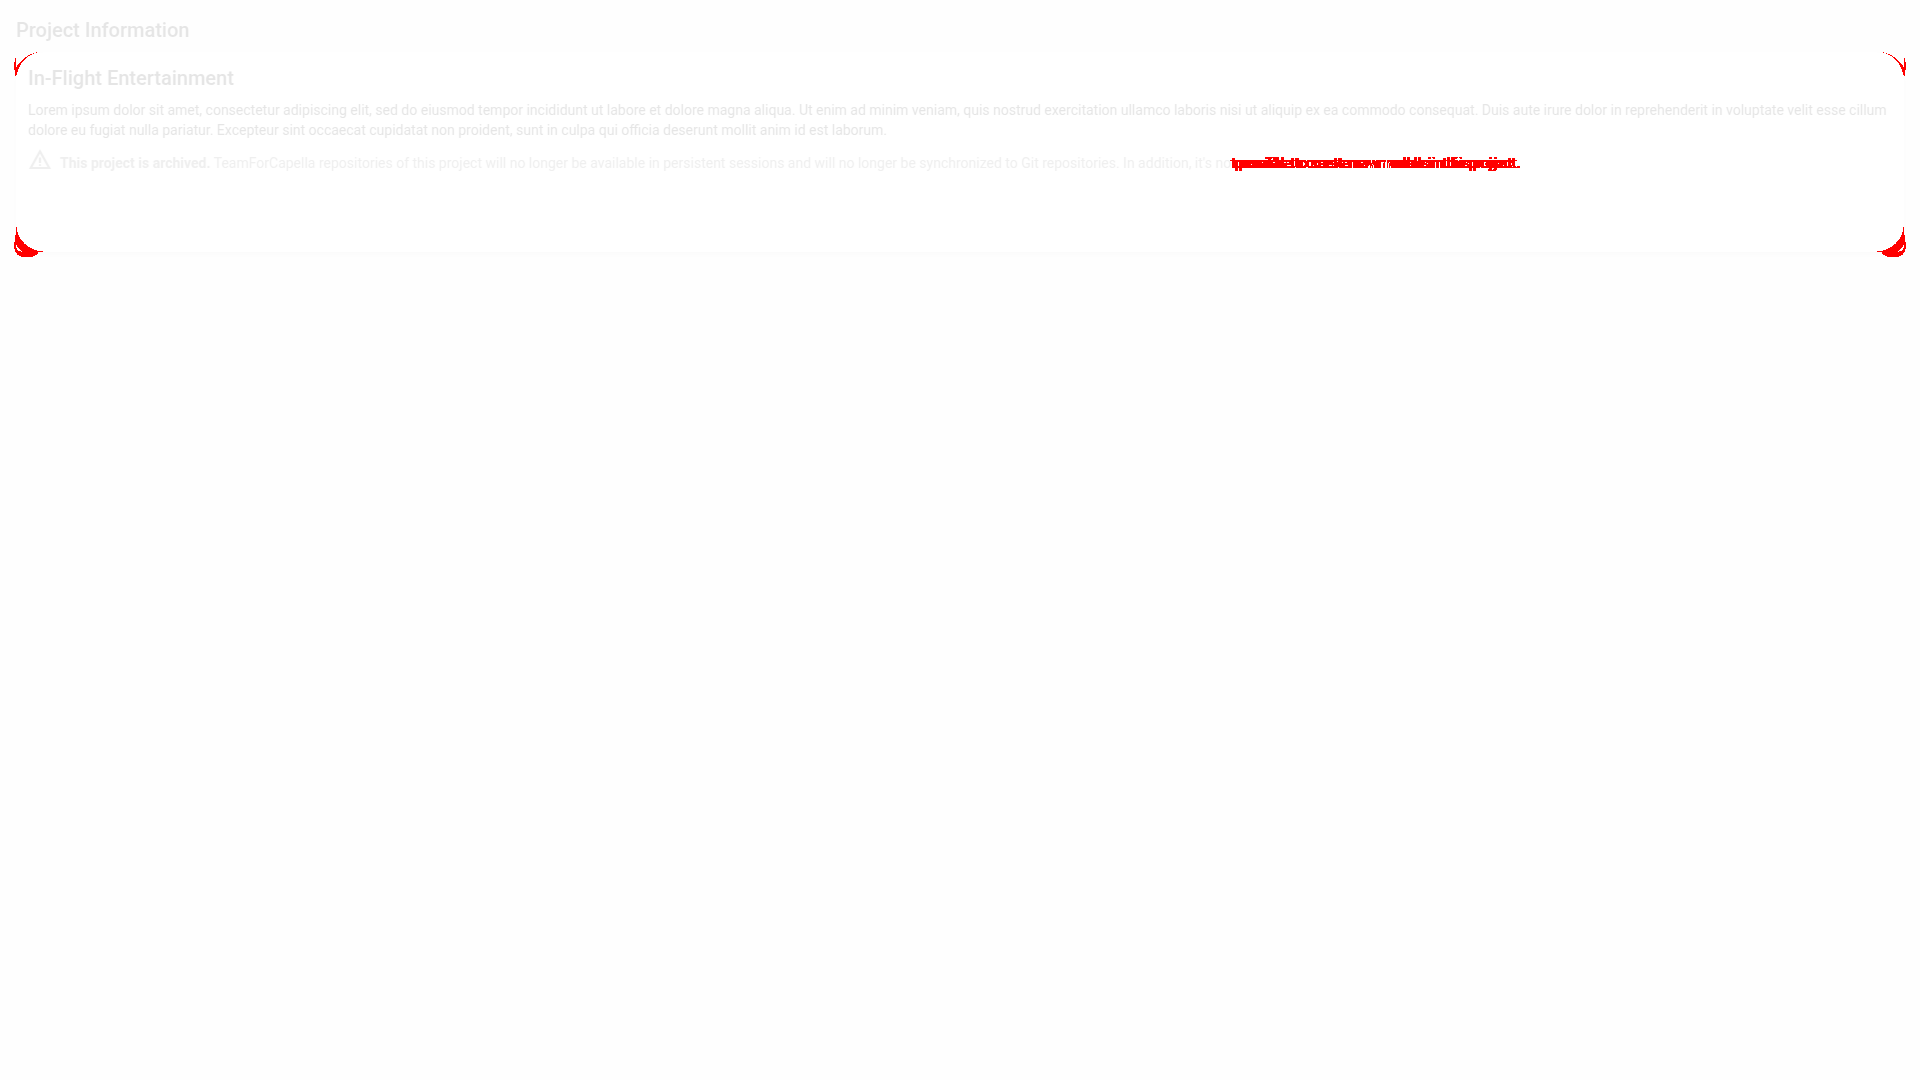 Project Information
In-Flight Entertainment
Lorem ipsum dolor sit amet, consectetur adipiscing elit, sed do eiusmod tempor incididunt ut labore et dolore magna aliqua. Ut enim ad minim veniam, quis nostrud exercitation ullamco laboris nisi ut aliquip ex ea commodo consequat. Duis aute irure dolor in reprehenderit in voluptate velit esse cillum
dolore eu fugiat nulla pariatur. Excepteur sint occaecat cupidatat non proident, sunt in culpa qui officia deserunt mollit anim id est laborum.
This project is archived. TeamForCapella repositories of this project will no longer be available in persistent sessions and will no longer be synchronized to Git repositories. In addition, it's